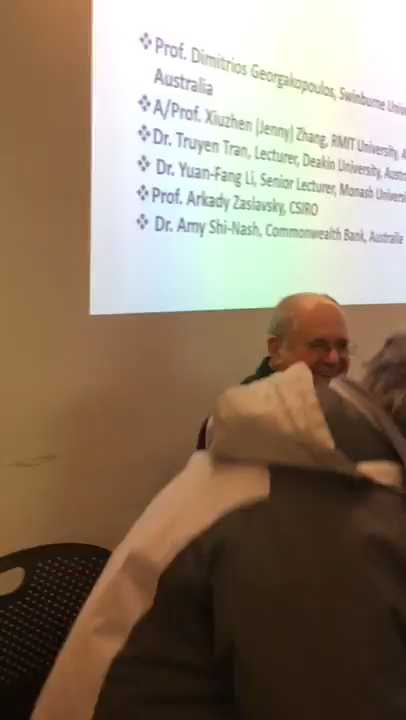 ❖ Prof. Dimitrios Georgakopoulos, Swinburne
Australia
❖ A/Prof. Xiuzhen (Jenny) Zhang, RMIT University,
❖ Dr. Truyen Tran, Lecturer, Deakin University,
❖ Dr. Yuan-Fang Li, Senior Lecturer, Monash
❖ Prof. Arkady Zaslavsky, CSIRO
❖ Dr. Amy Shi-Nash, Commonwealth Bank, Australia